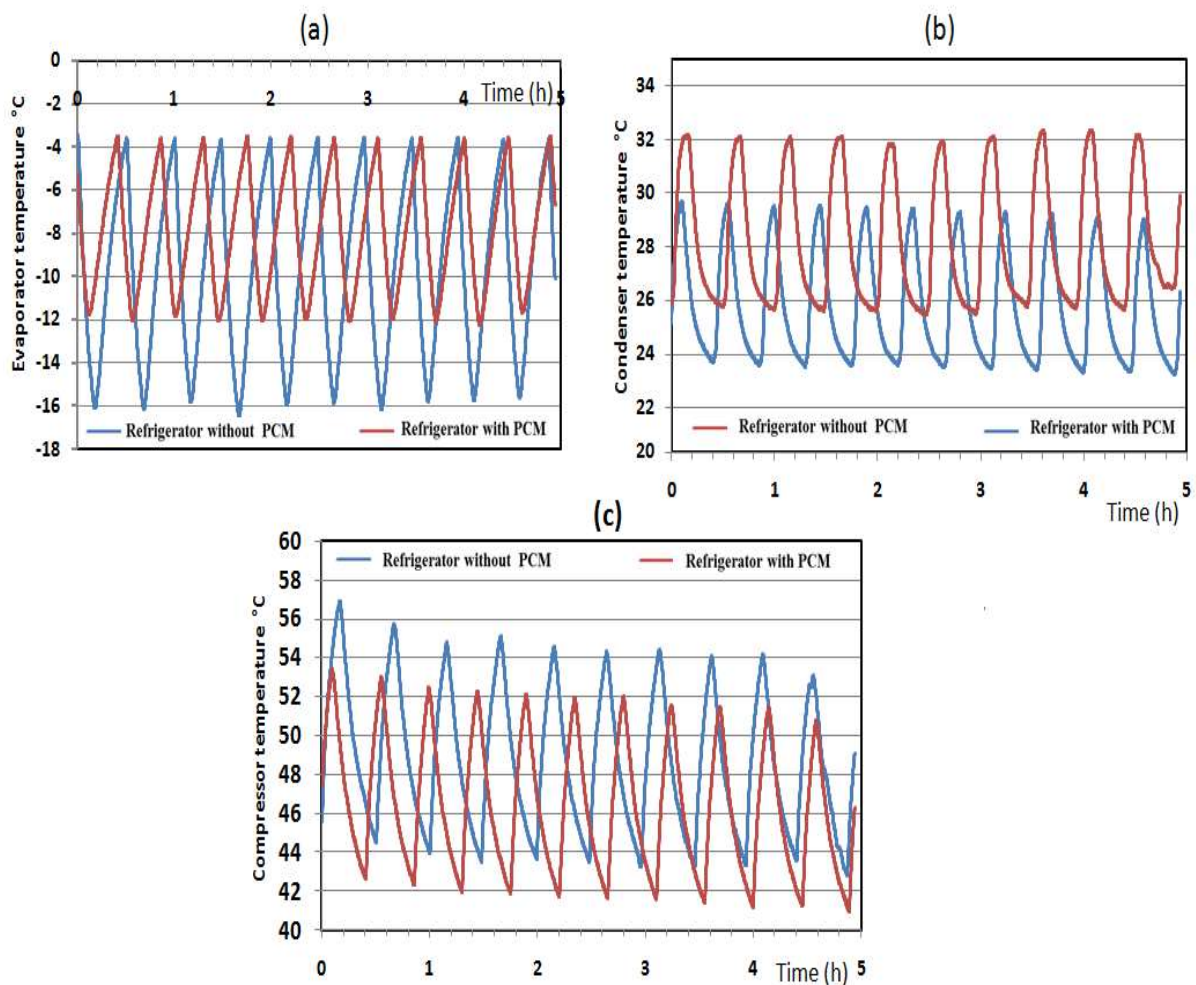 (a)
Evaporator temperature °C
0
-2
-4
-6
-8
-10
-12
-14
-16
-18
0 1 2 3 4 5
Time (h)
Refrigerator without PCM
Refrigerator with PCM
(b)
Condenser temperature °C
34
32
30
28
26
24
22
20
Refrigerator without PCM
Refrigerator with PCM
0 1 2 3 4 5
Time (h)
(c)
Compressor temperature °C
60
58
56
54
52
50
48
46
44
42
40
Refrigerator without PCM
Refrigerator with PCM
0 1 2 3 4 5
Time (h)